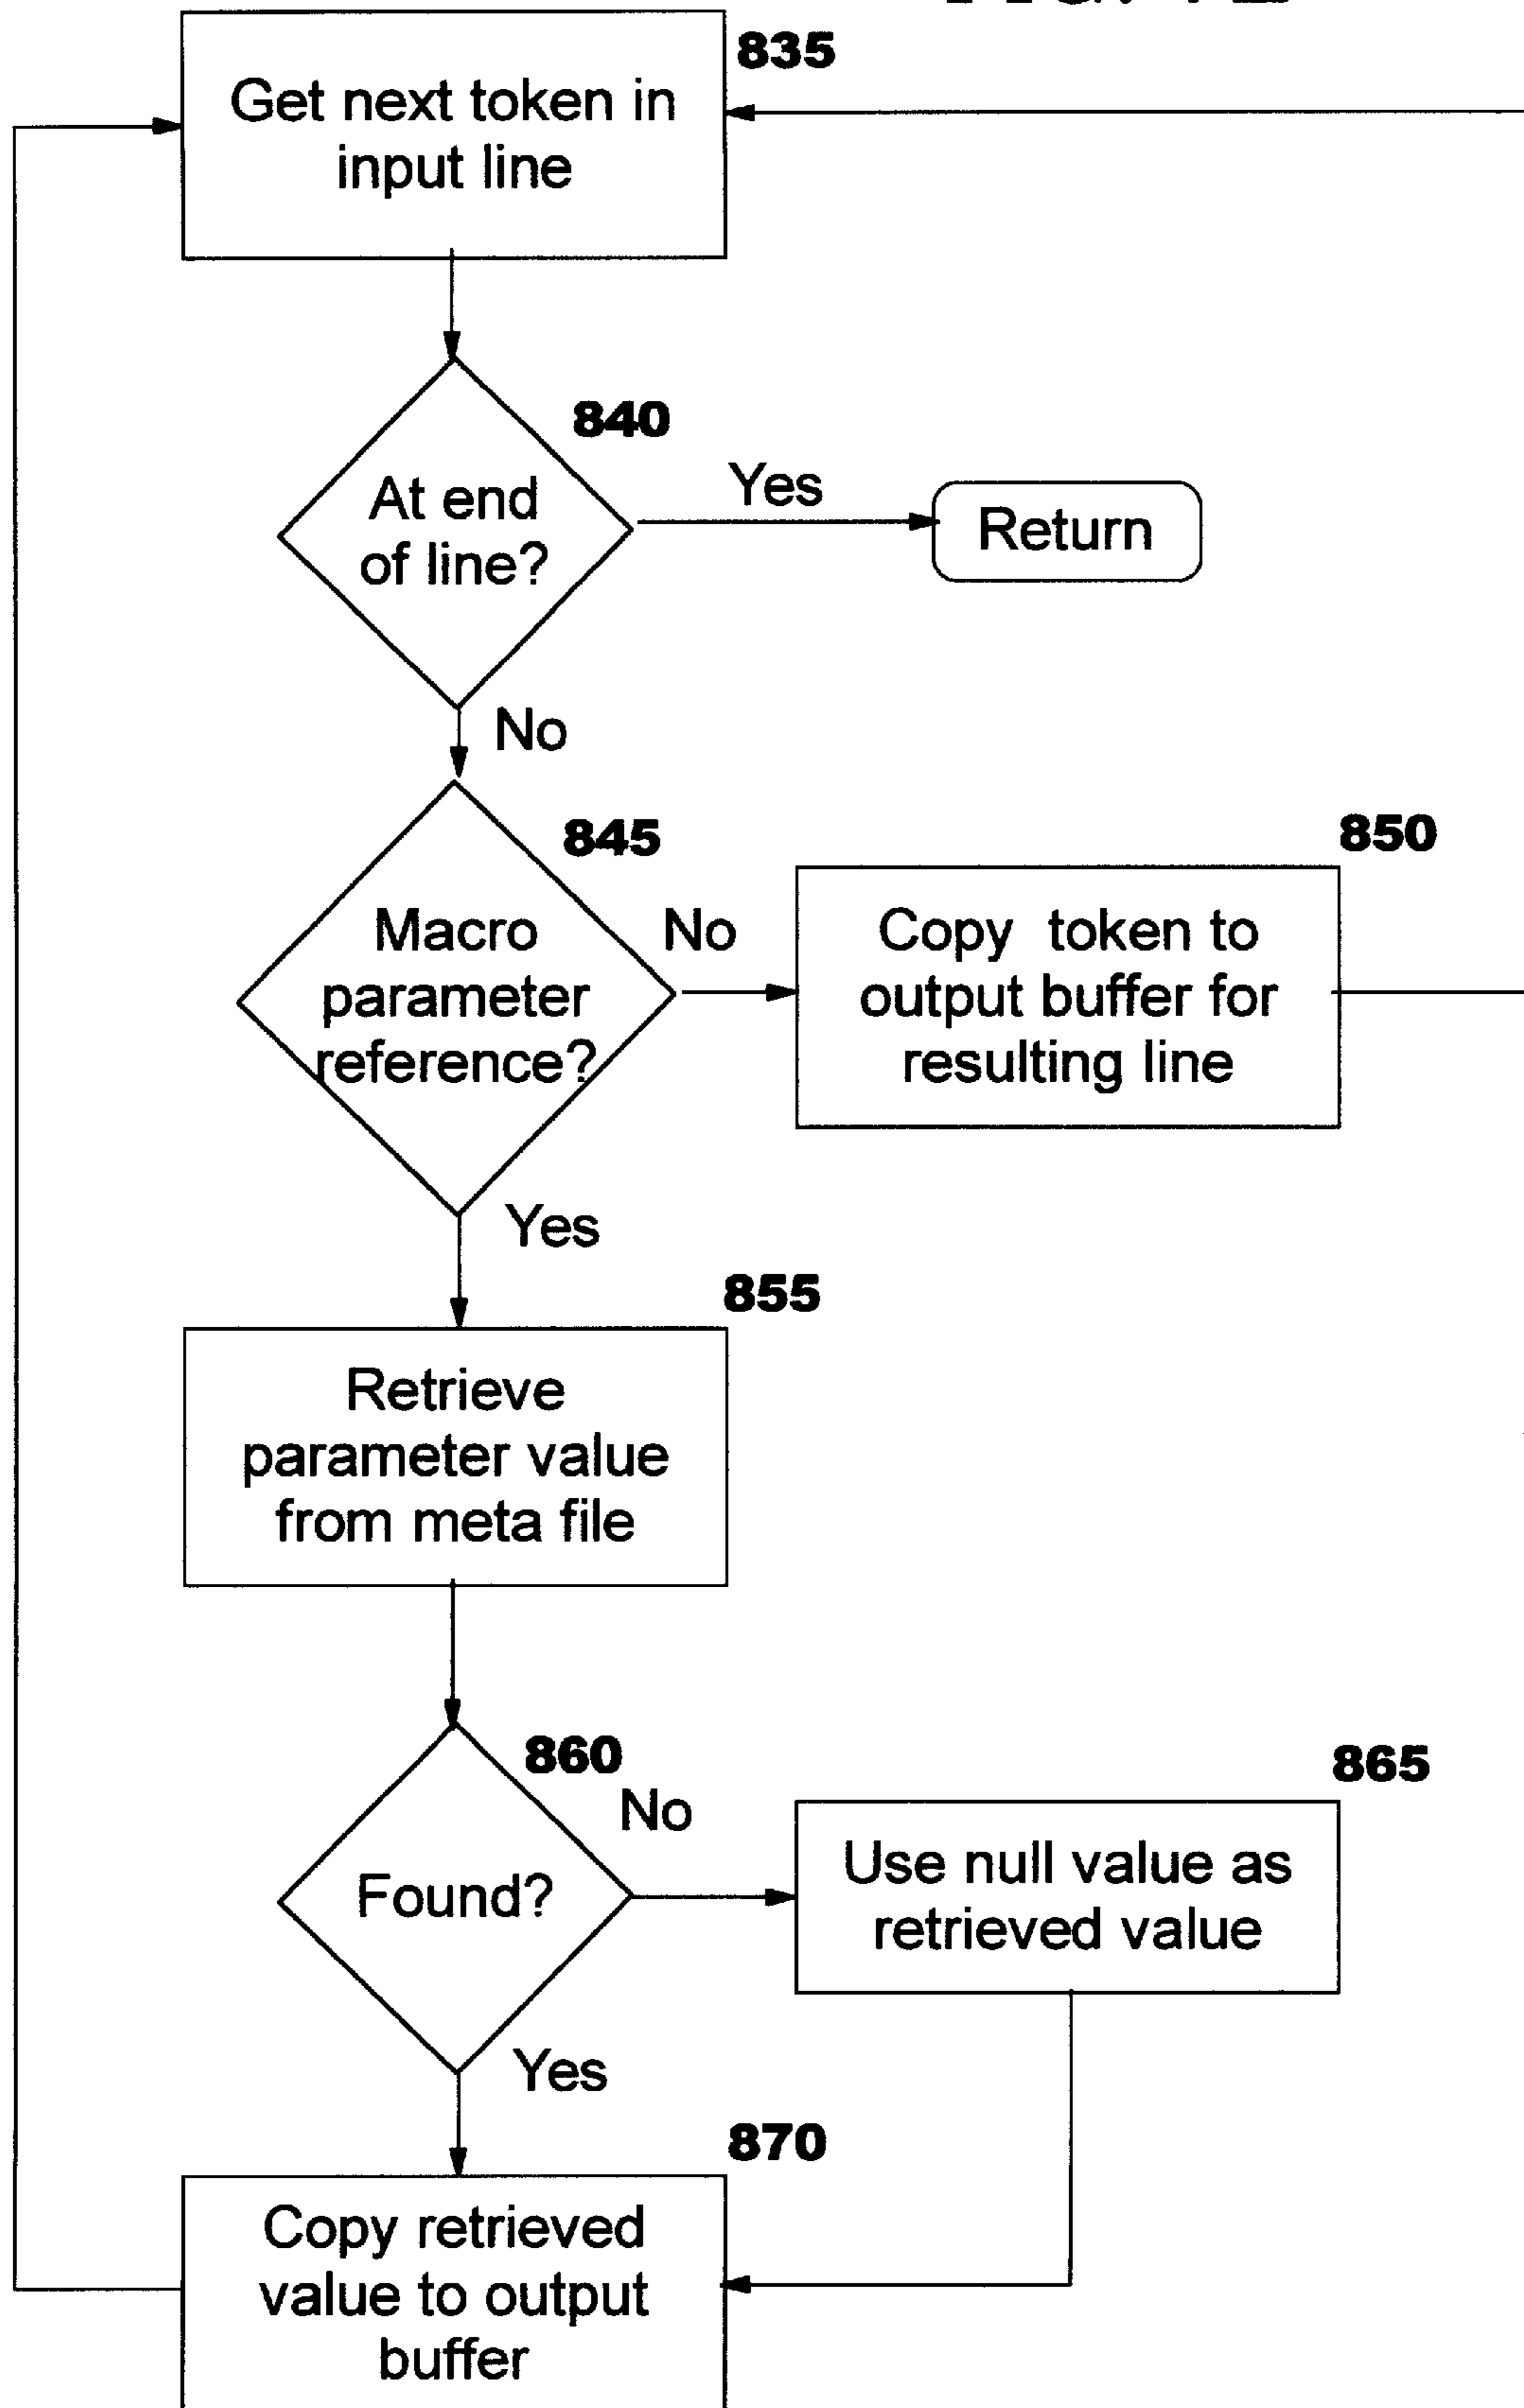 835
Get next token in
input line
840
At end
of line?
Yes
Return
No
845
Macro
parameter
reference?
No
850
Copy token to
output buffer for
resulting line
Yes
855
Retrieve
parameter value
from meta file
860
Found?
No
865
Use null value as
retrieved value
Yes
870
Copy retrieved
value to output
buffer